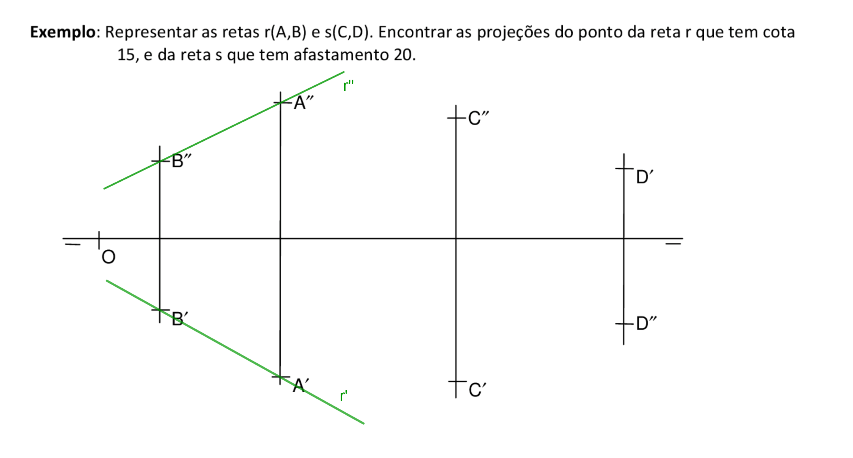 Exemplo: Representar as retas r(A,B) e s(C,D). Encontrar as projeções do ponto da reta r que tem cota
15, e da reta s que tem afastamento 20.
r''
A″
C″
B″
D′
O
B′
D″
A′
r'
C′